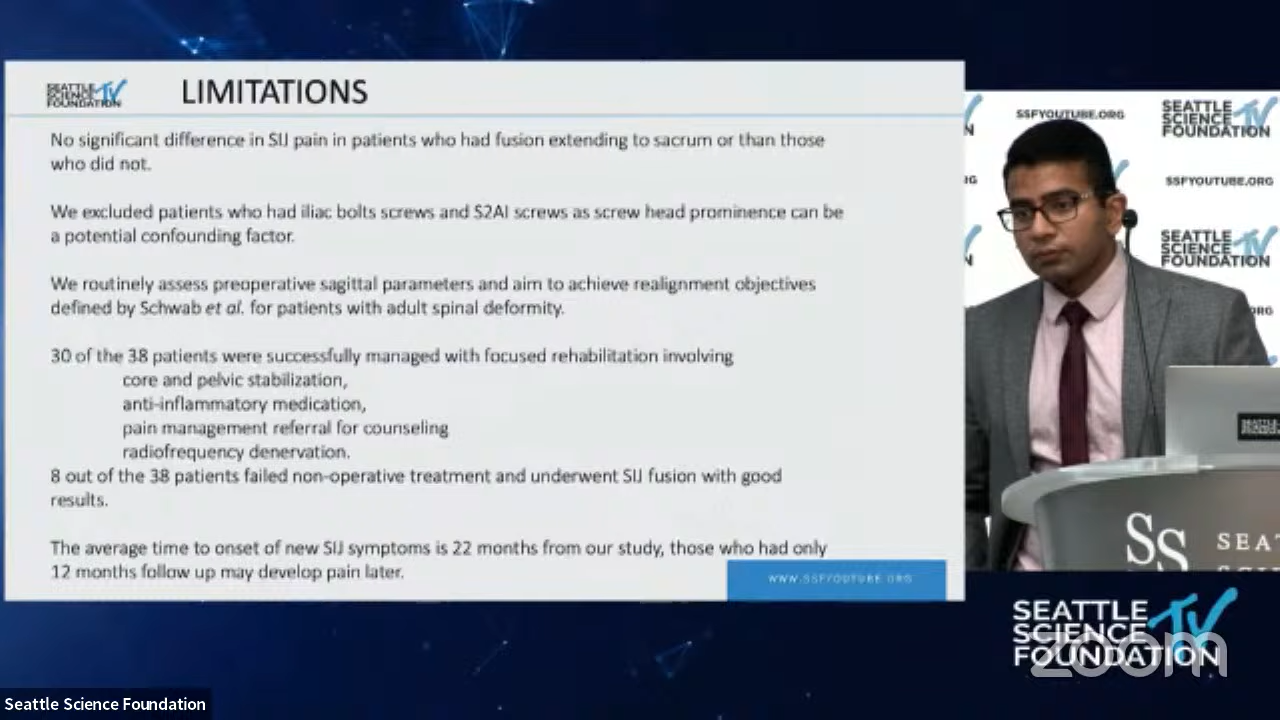 SEATTLE
SCIENCE TV
FOUNDATION
LIMITATIONS
No significant difference in SIJ pain in patients who had fusion extending to sacrum or than those
who did not.
We excluded patients who had iliac bolts screws and S2AI screws as screw head prominence can be
a potential confounding factor.
We routinely assess preoperative sagittal parameters and aim to achieve realignment objectives
defined by Schwab et al. for patients with adult spinal deformity.
30 of the 38 patients were successfully managed with focused rehabilitation involving
core and pelvic stabilization,
anti-inflammatory medication,
pain management referral for counseling
radiofrequency denervation.
8 out of the 38 patients failed non-operative treatment and underwent SIJ fusion with good
results.
The average time to onset of new SIJ symptoms is 22 months from our study, those who had only
12 months follow up may develop pain later.
WWW.SSFYOUTUBE.ORG
SSFYOUTUBE.ORG
SEATTLE
SCIENCE TV
FOUNDATION
SSFYOUTUBE.ORG
SEATTLE
SCIENCE TV
FOUNDATION
SS
SEA
SEATTLE
SCIENCE TV
FOUNDATION
zoom
Seattle Science Foundation